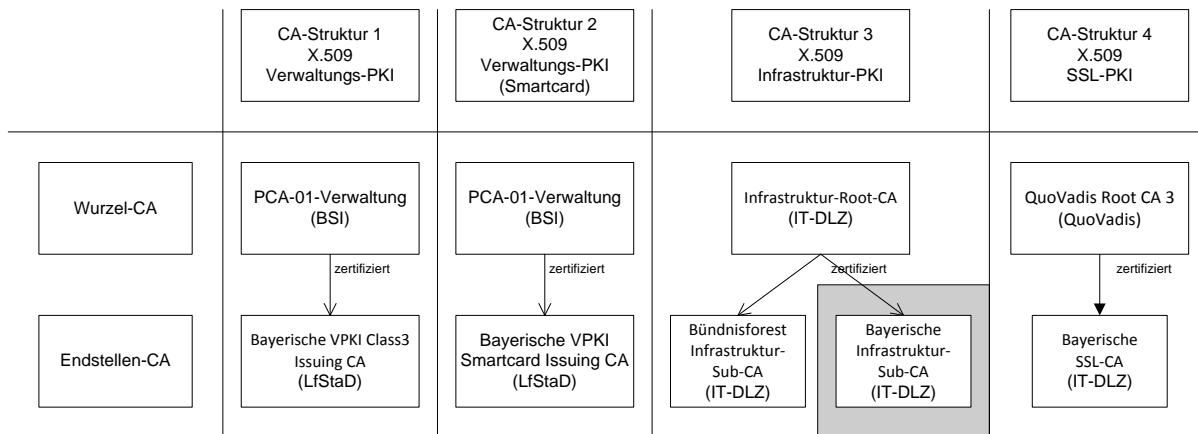 CA-Struktur 1
X.509
Verwaltungs-PKI
CA-Struktur 2
X.509
Verwaltungs-PKI
(Smartcard)
CA-Struktur 3
X.509
Infrastruktur-PKI
CA-Struktur 4
X.509
SSL-PKI
Wurzel-CA
PCA-01-Verwaltung
(BSI)
PCA-01-Verwaltung
(BSI)
Infrastruktur-Root-CA
(IT-DLZ)
QuoVadis Root CA 3
(QuoVadis)
zertifiziert
zertifiziert
zertifiziert
zertifiziert
Endstellen-CA
Bayerische VPKI Class3
Issuing CA
(LfStaD)
Bayerische VPKI
Smartcard Issuing CA
(LfStaD)
Bündnisforest
Infrastruktur-
Sub-CA
(IT-DLZ)
Bayerische
Infrastruktur-
Sub-CA
(IT-DLZ)
Bayerische
SSL-CA
(IT-DLZ)